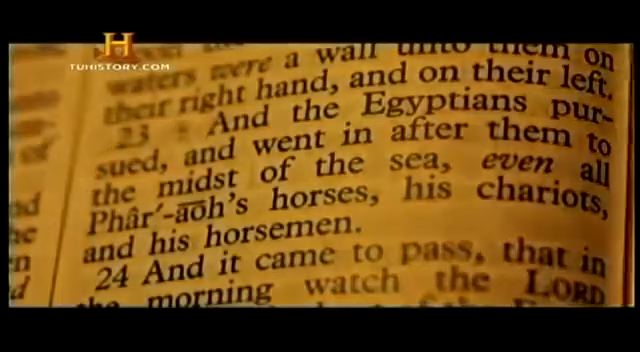 H
TUHISTORY.COM
waters were a wall unto them on
their right hand, and on their left.
23 And the Egyptians pur-
sued, and went in after them to
the midst of the sea, even all
Phâr′-aōh's horses, his chariots,
and his horsemen.
24 And it came to pass, that in
the morning watch the LORD
of